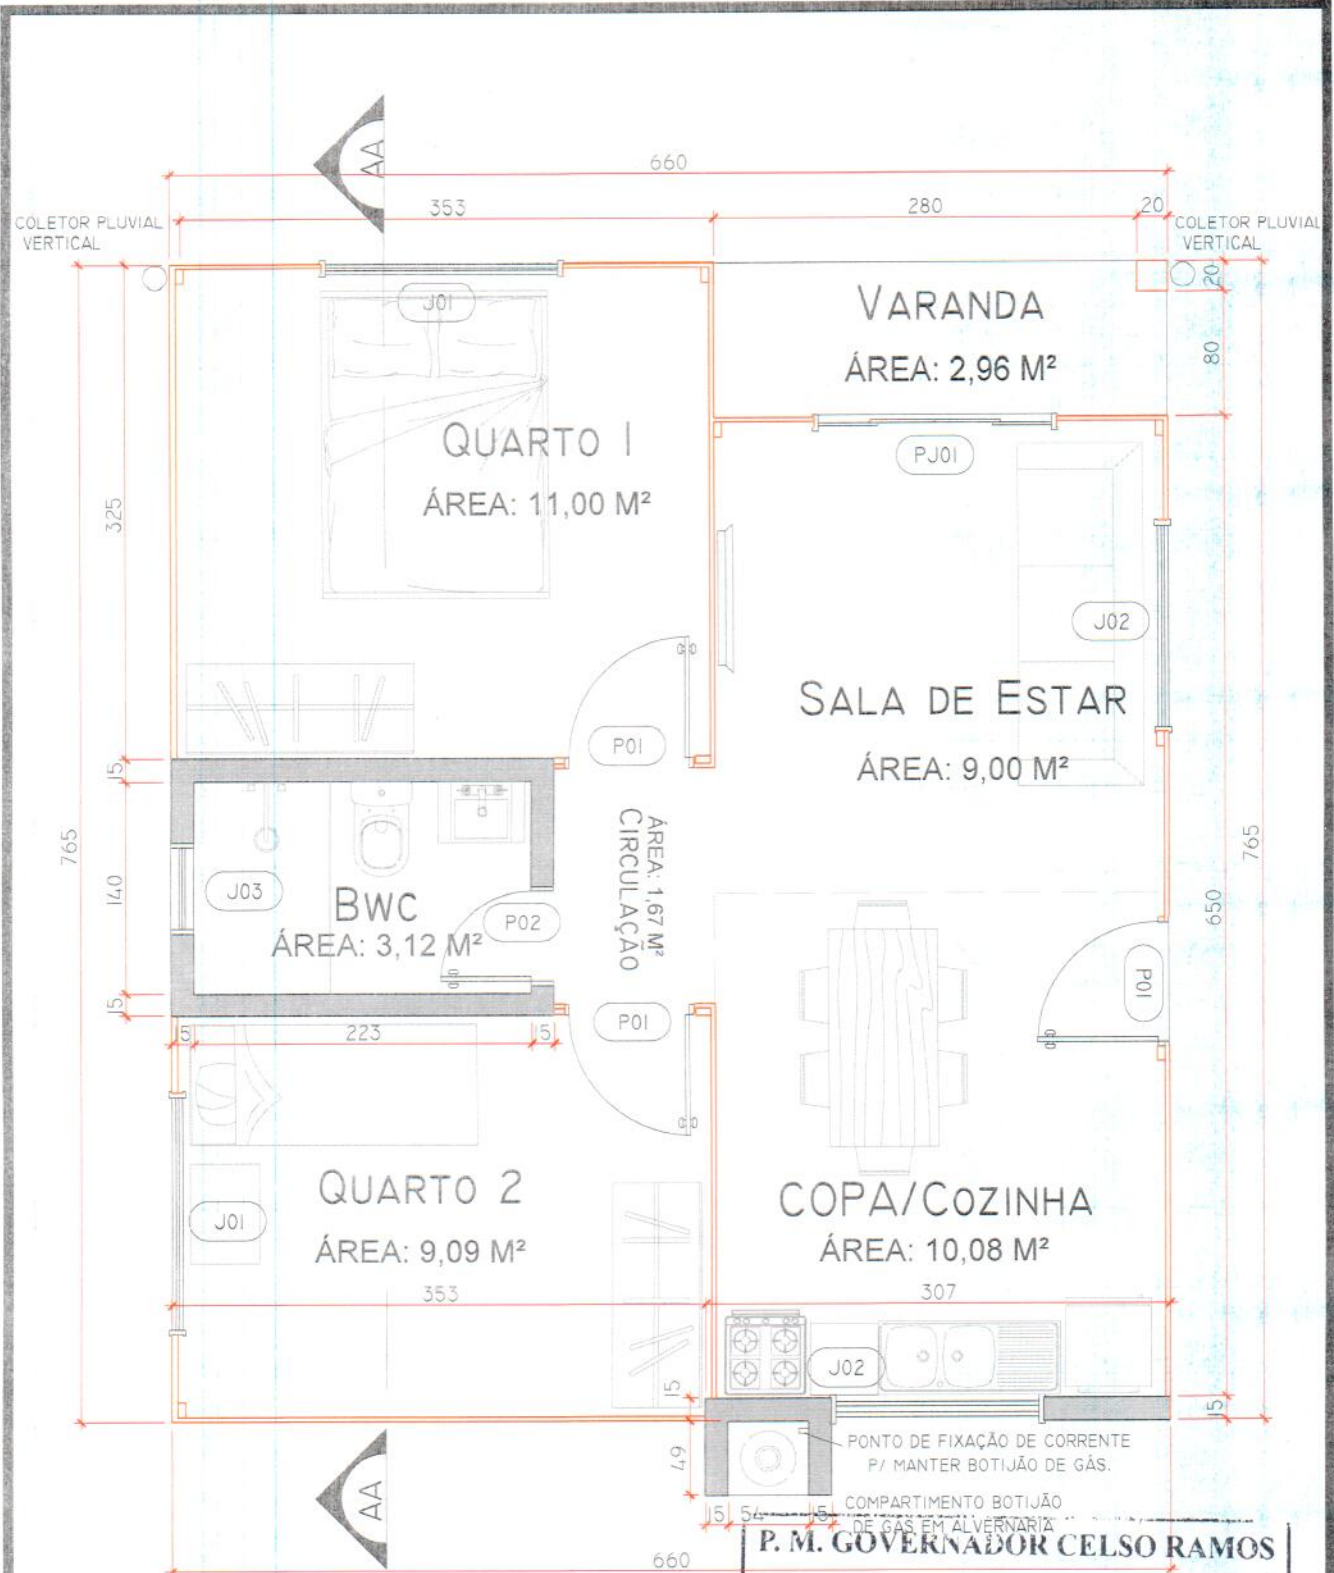 AA
660
353
280
20
COLETOR PLUVIAL
VERTICAL
COLETOR PLUVIAL
VERTICAL
J01
VARANDA
ÁREA: 2,96 M²
20
80
QUARTO 1
ÁREA: 11,00 M²
PJ01
325
J02
SALA DE ESTAR
ÁREA: 9,00 M²
P01
15
765
140
J03
BWC
ÁREA: 3,12 M²
P02
CIRCULAÇÃO
ÁREA: 1,67 M²
650
765
P01
15
15
223
15
P01
QUARTO 2
ÁREA: 9,09 M²
J01
COPA/COZINHA
ÁREA: 10,08 M²
353
307
J02
15
15
49
PONTO DE FIXAÇÃO DE CORRENTE
P/ MANTER BOTIJÃO DE GÁS.
COMPARTIMENTO BOTIJÃO
DE GÁS EM ALVERNARIA
15
54
15
AA
660
P. M. GOVERNADOR CELSO RAMOS